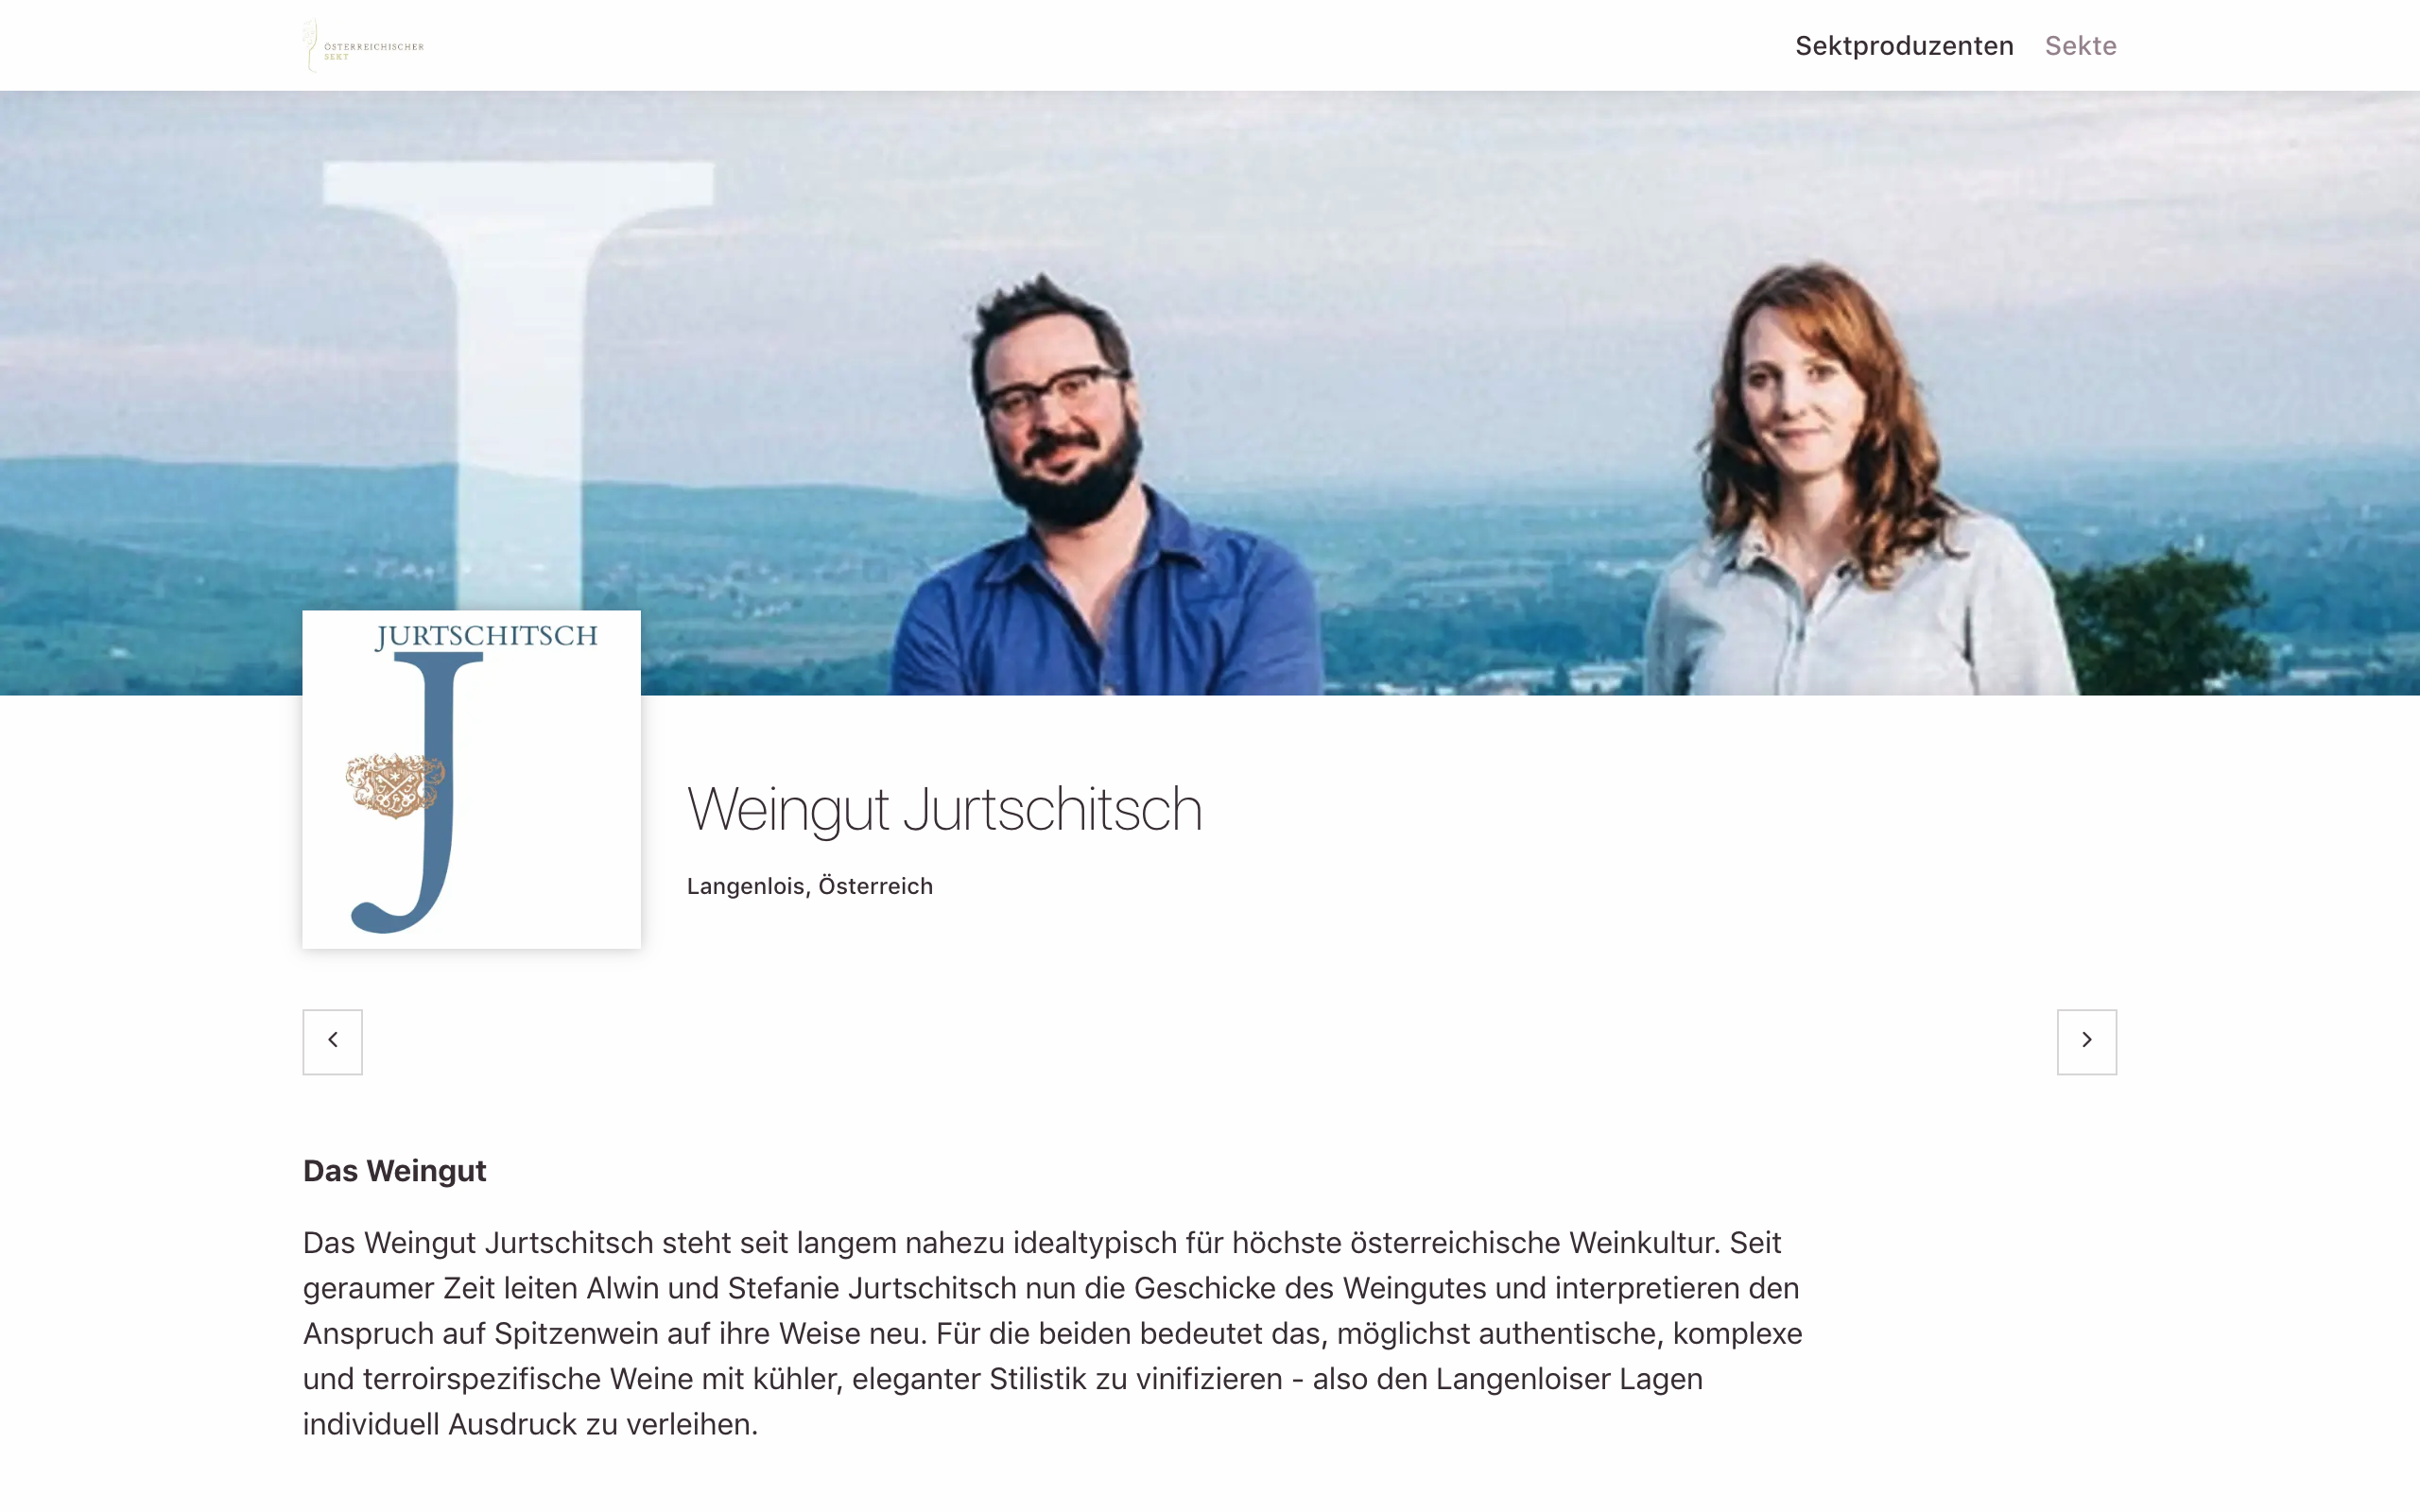 ÖSTERREICHISCHER
SEKT
Sektproduzenten
Sekte
J
JURTSCHITSCH
J
Weingut Jurtschitsch
Langenlois, Österreich
Das Weingut
Das Weingut Jurtschitsch steht seit langem nahezu idealtypisch für höchste österreichische Weinkultur. Seit
geraumer Zeit leiten Alwin und Stefanie Jurtschitsch nun die Geschicke des Weingutes und interpretieren den
Anspruch auf Spitzenwein auf ihre Weise neu. Für die beiden bedeutet das, möglichst authentische, komplexe
und terroirspezifische Weine mit kühler, eleganter Stilistik zu vinifizieren - also den Langenloiser Lagen
individuell Ausdruck zu verleihen.